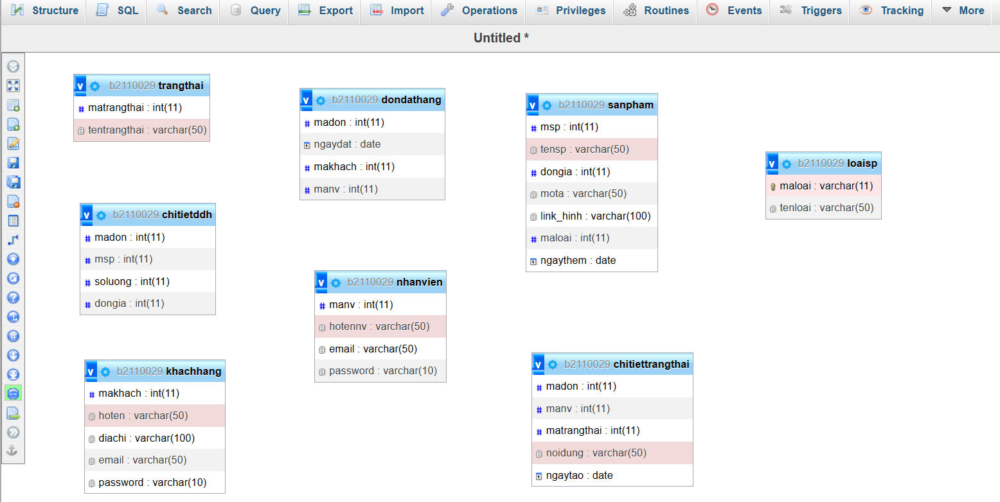 Structure SQL Search Query Export Import Operations Privileges Routines Events Triggers Tracking More
Untitled *
v b2110029 trangthai
# matrangthai : int(11)
tentrangthai : varchar(50)
v b2110029 dondathang
# madon : int(11)
ngaydat : date
# makhach : int(11)
# manv : int(11)
v b2110029 sanpham
# msp : int(11)
tensp : varchar(50)
# dongia : int(11)
mota : varchar(50)
link_hinh : varchar(100)
# maloai : int(11)
ngaythem : date
v b2110029 loaisp
maloai : varchar(11)
tenloai : varchar(50)
v b2110029 chitietddh
# madon : int(11)
# msp : int(11)
# soluong : int(11)
# dongia : int(11)
v b2110029 nhanvien
# manv : int(11)
hotennv : varchar(50)
email : varchar(50)
password : varchar(10)
v b2110029 khachhang
# makhach : int(11)
hoten : varchar(50)
diachi : varchar(100)
email : varchar(50)
password : varchar(10)
v b2110029 chitiettrangthai
# madon : int(11)
# manv : int(11)
# matrangthai : int(11)
noidung : varchar(50)
ngaytao : date